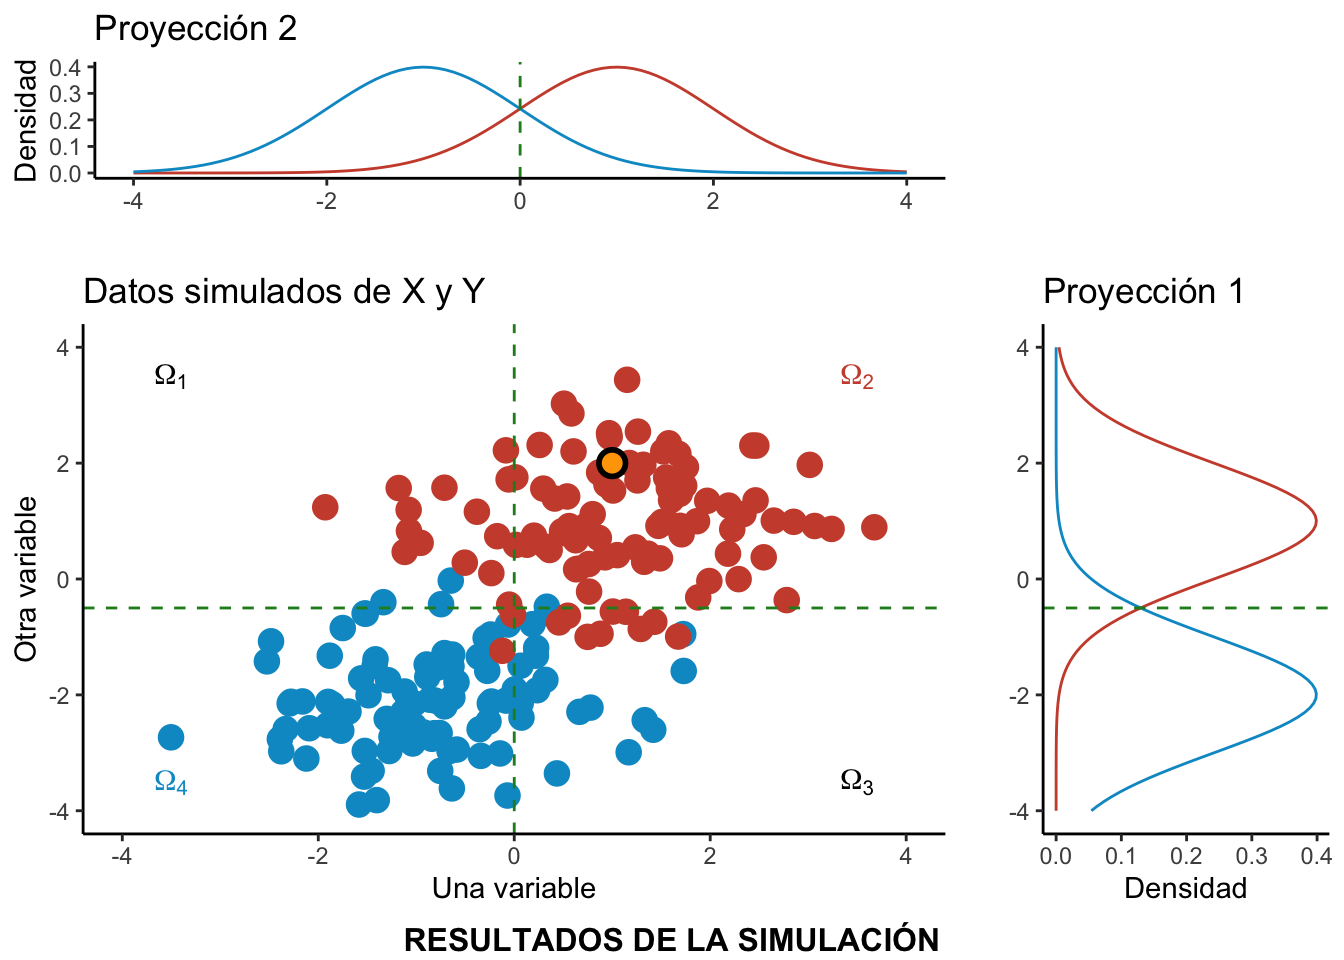 Proyección 2
Densidad
0.4
0.3
0.2
0.1
0.0
-4 -2 0 2 4
Datos simulados de X y Y
Otra variable
4
2
0
-2
-4
Ω1
Ω2
Ω4
Ω3
-4 -2 0 2 4
Una variable
Proyección 1
4
2
0
-2
-4
0.0 0.1 0.2 0.3 0.4
Densidad
RESULTADOS DE LA SIMULACIÓN